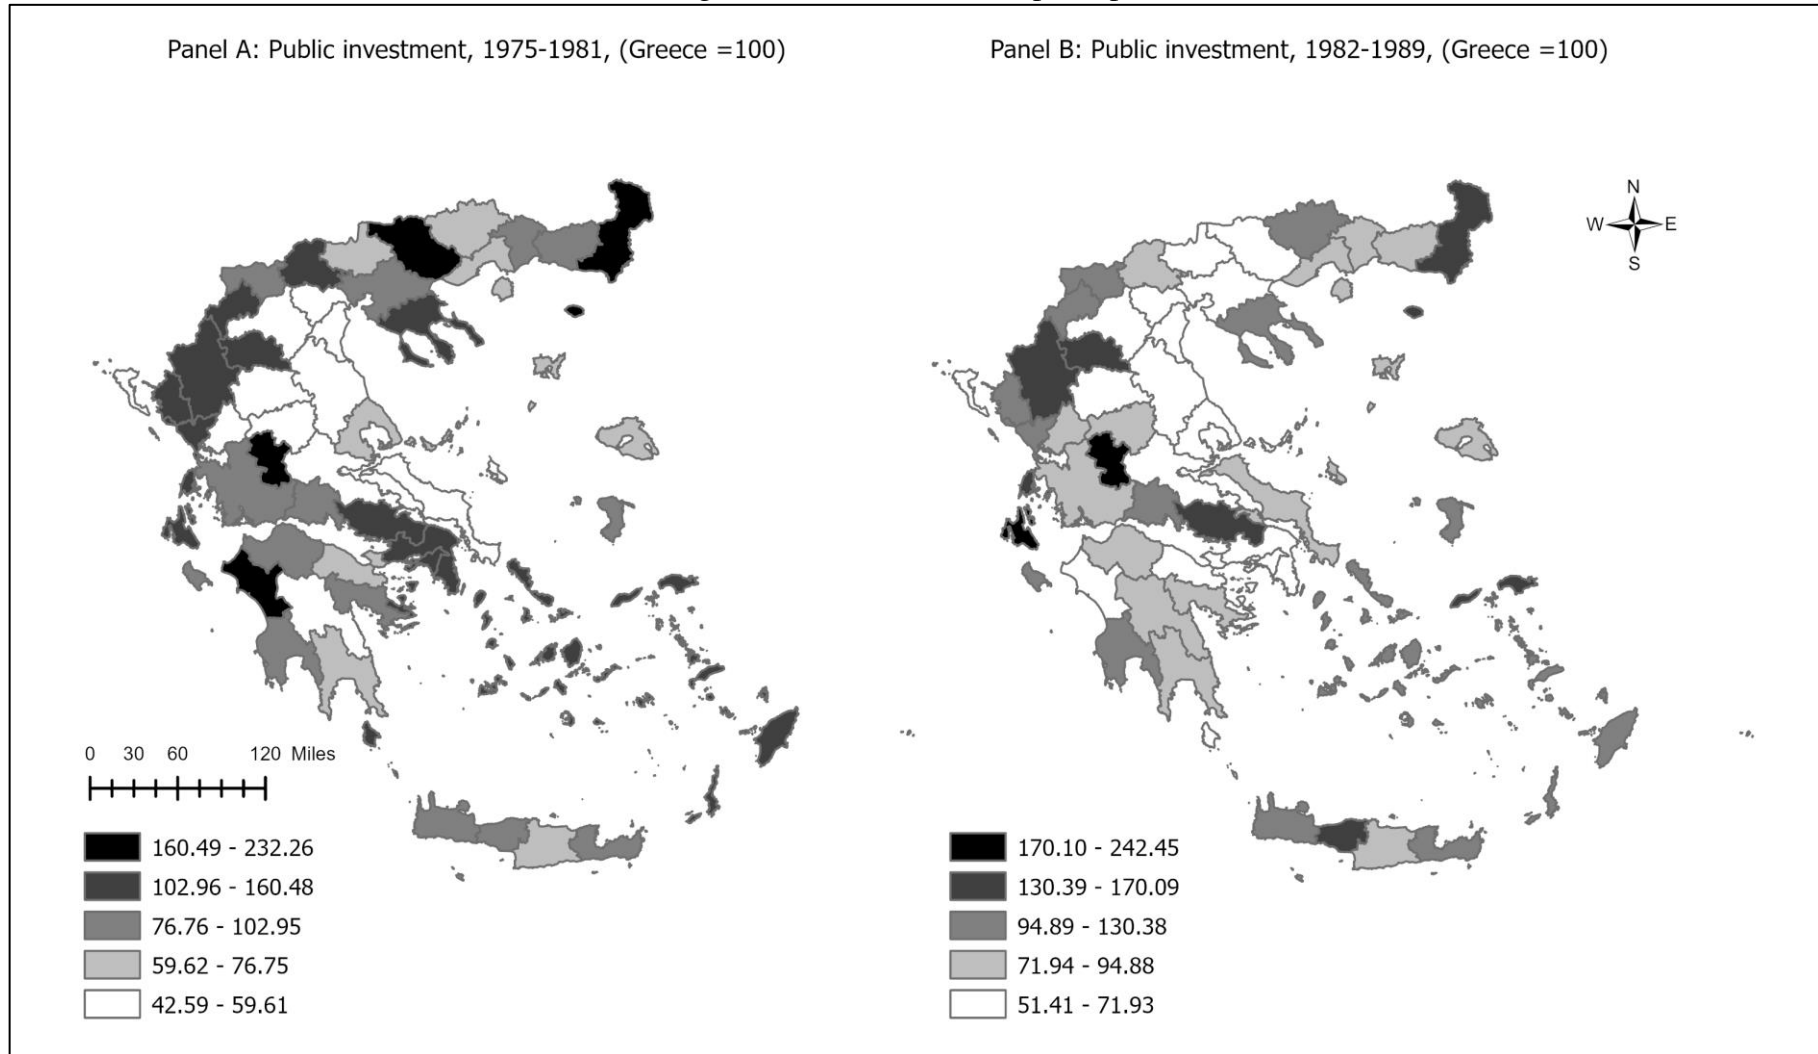 Panel A: Public investment, 1975-1981, (Greece =100)
Panel B: Public investment, 1982-1989, (Greece =100)
N
W E
S
0 30 60 120 Miles
160.49 - 232.26
102.96 - 160.48
76.76 - 102.95
59.62 - 76.75
42.59 - 59.61
170.10 - 242.45
130.39 - 170.09
94.89 - 130.38
71.94 - 94.88
51.41 - 71.93